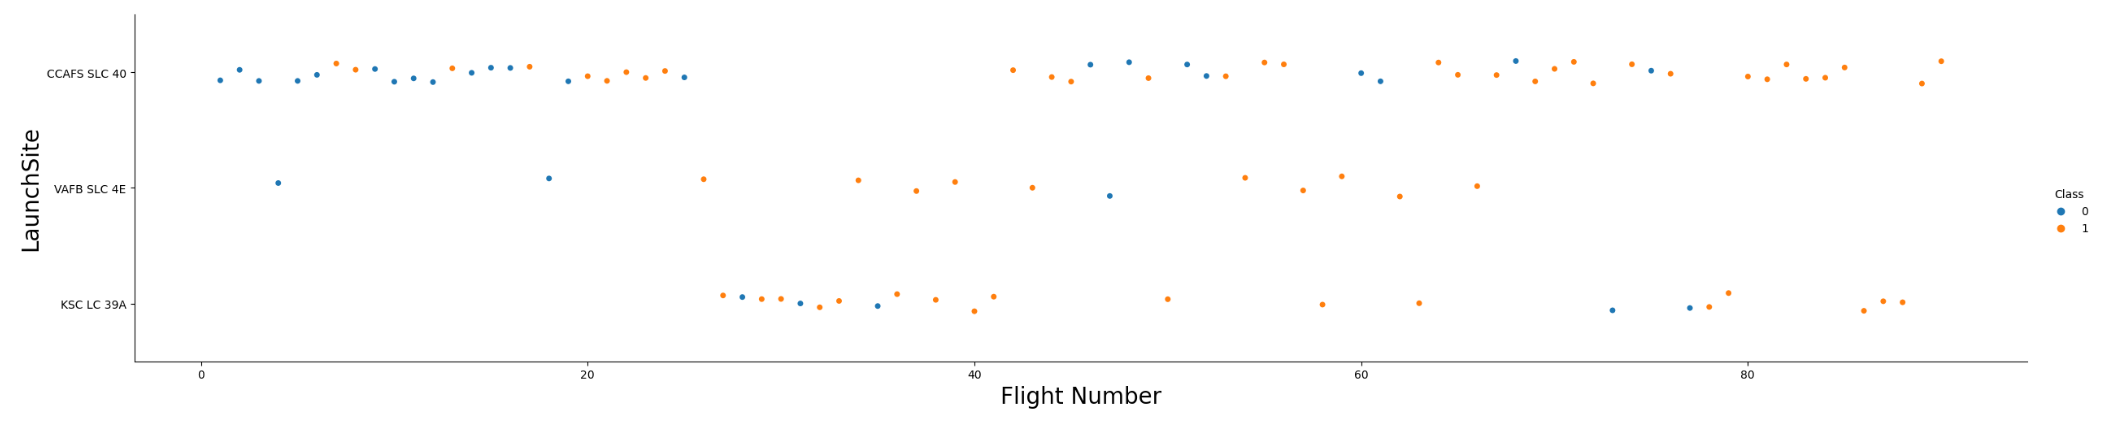 LaunchSite
CCAFS SLC 40
VAFB SLC 4E
KSC LC 39A
0 20 40 60 80
Flight Number
Class
0
1